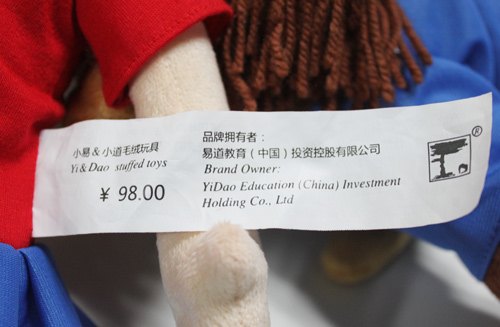 小易 & 小道毛绒玩具
Yi & Dao stuffed toys
¥ 98.00
品牌拥有者：
易道教育（中国）投资控股有限公司
Brand Owner:
YiDao Education (China) Investment
Holding Co., Ltd
®